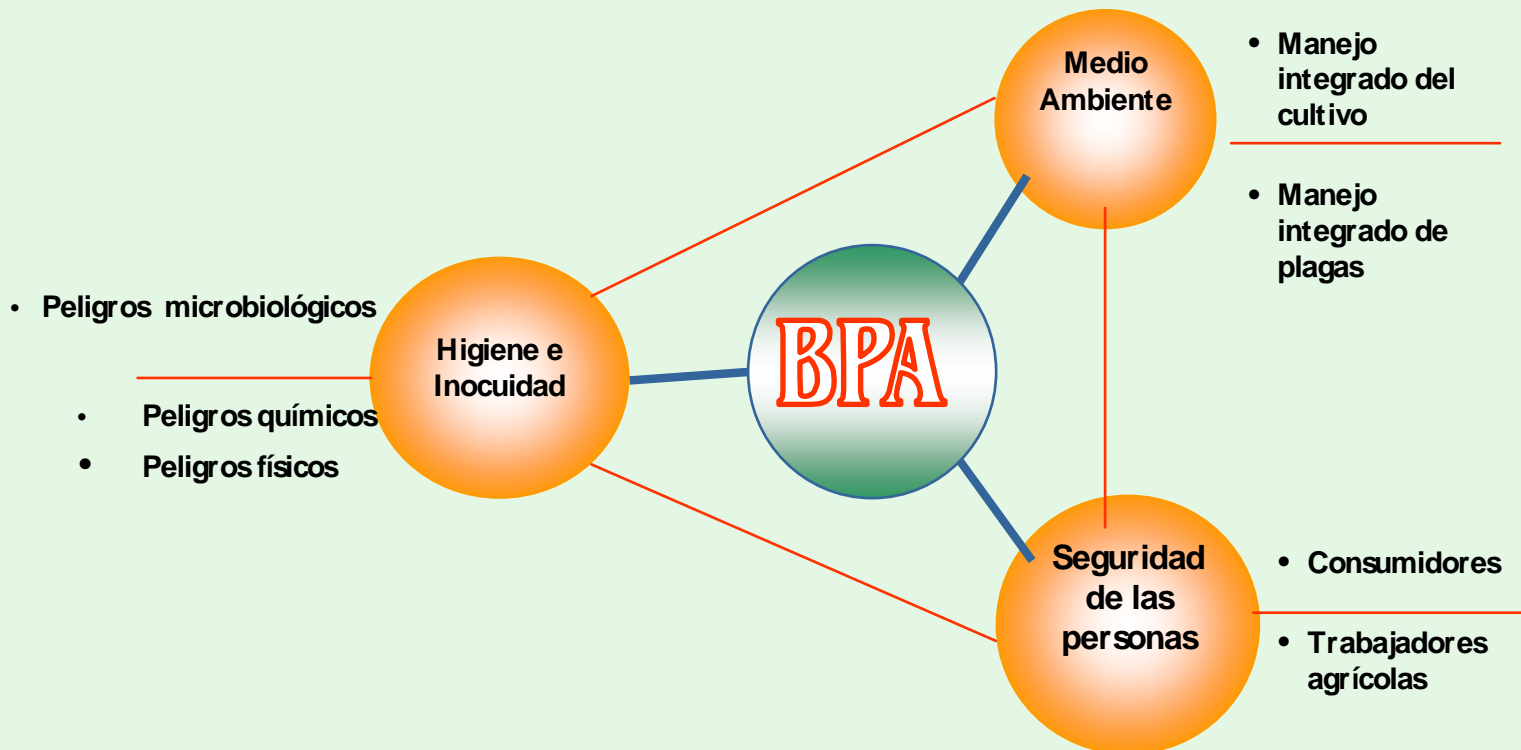 Medio
Ambiente
• Manejo
integrado del
cultivo
• Manejo
integrado de
plagas
• Peligros microbiológicos
Higiene e
Inocuidad
BPA
• Peligros químicos
• Peligros físicos
Seguridad
de las
personas
• Consumidores
• Trabajadores
agrícolas